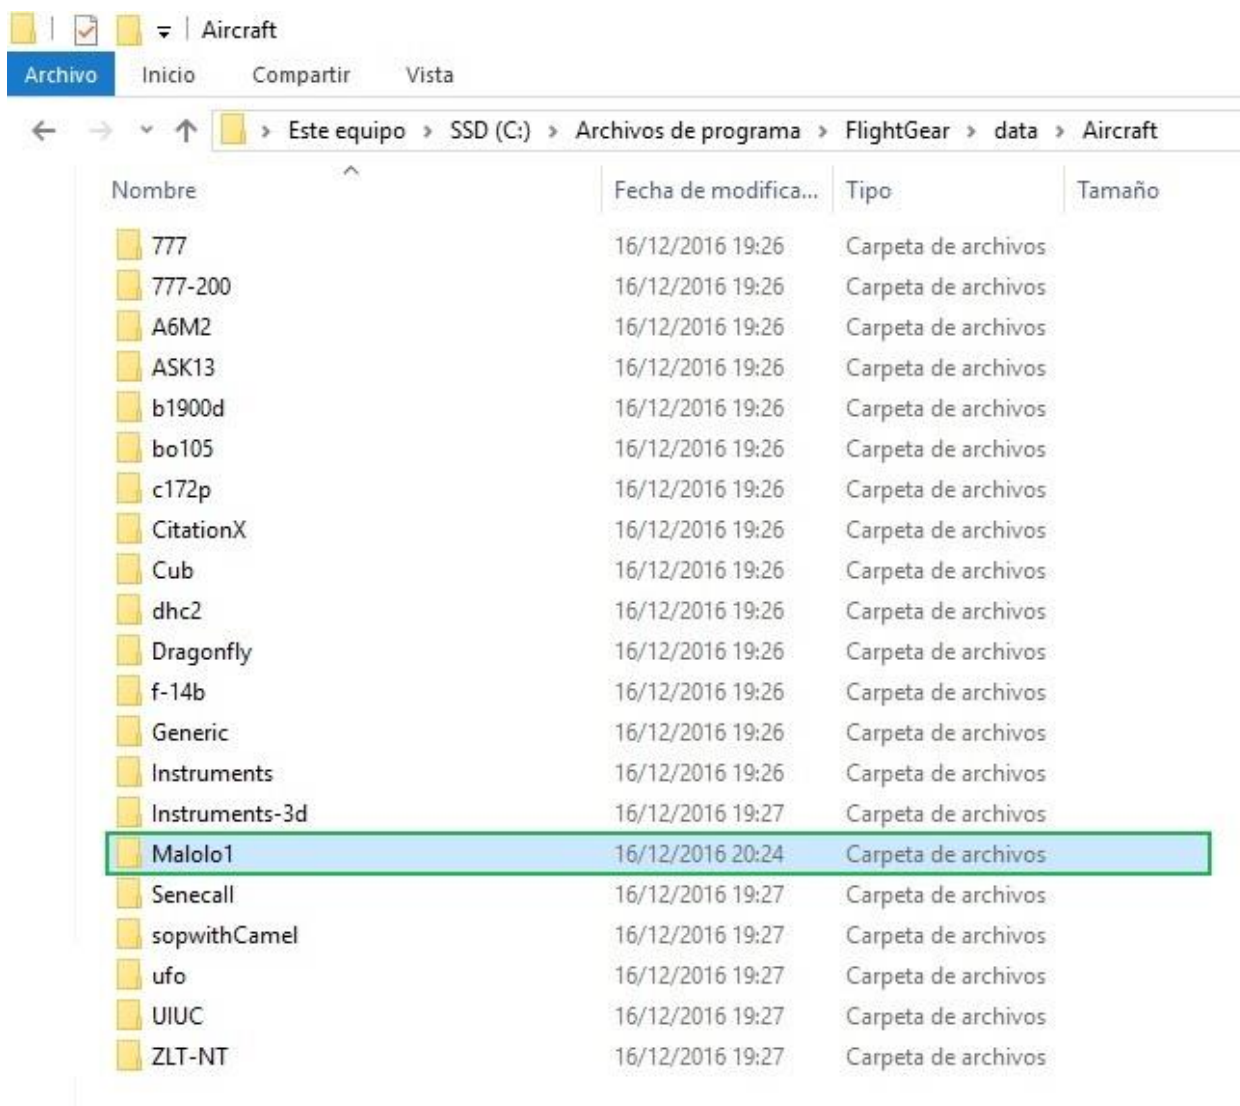 Aircraft
Archivo Inicio Compartir Vista
Este equipo > SSD (C:) > Archivos de programa > FlightGear > data > Aircraft
Nombre Fecha de modifica... Tipo Tamaño
777 16/12/2016 19:26 Carpeta de archivos
777-200 16/12/2016 19:26 Carpeta de archivos
A6M2 16/12/2016 19:26 Carpeta de archivos
ASK13 16/12/2016 19:26 Carpeta de archivos
b1900d 16/12/2016 19:26 Carpeta de archivos
bo105 16/12/2016 19:26 Carpeta de archivos
c172p 16/12/2016 19:26 Carpeta de archivos
CitationX 16/12/2016 19:26 Carpeta de archivos
Cub 16/12/2016 19:26 Carpeta de archivos
dhc2 16/12/2016 19:26 Carpeta de archivos
Dragonfly 16/12/2016 19:26 Carpeta de archivos
f-14b 16/12/2016 19:26 Carpeta de archivos
Generic 16/12/2016 19:26 Carpeta de archivos
Instruments 16/12/2016 19:26 Carpeta de archivos
Instruments-3d 16/12/2016 19:27 Carpeta de archivos
Malolo1 16/12/2016 20:24 Carpeta de archivos
SenecaII 16/12/2016 19:27 Carpeta de archivos
sopwithCamel 16/12/2016 19:27 Carpeta de archivos
ufo 16/12/2016 19:27 Carpeta de archivos
UIUC 16/12/2016 19:27 Carpeta de archivos
ZLT-NT 16/12/2016 19:27 Carpeta de archivos